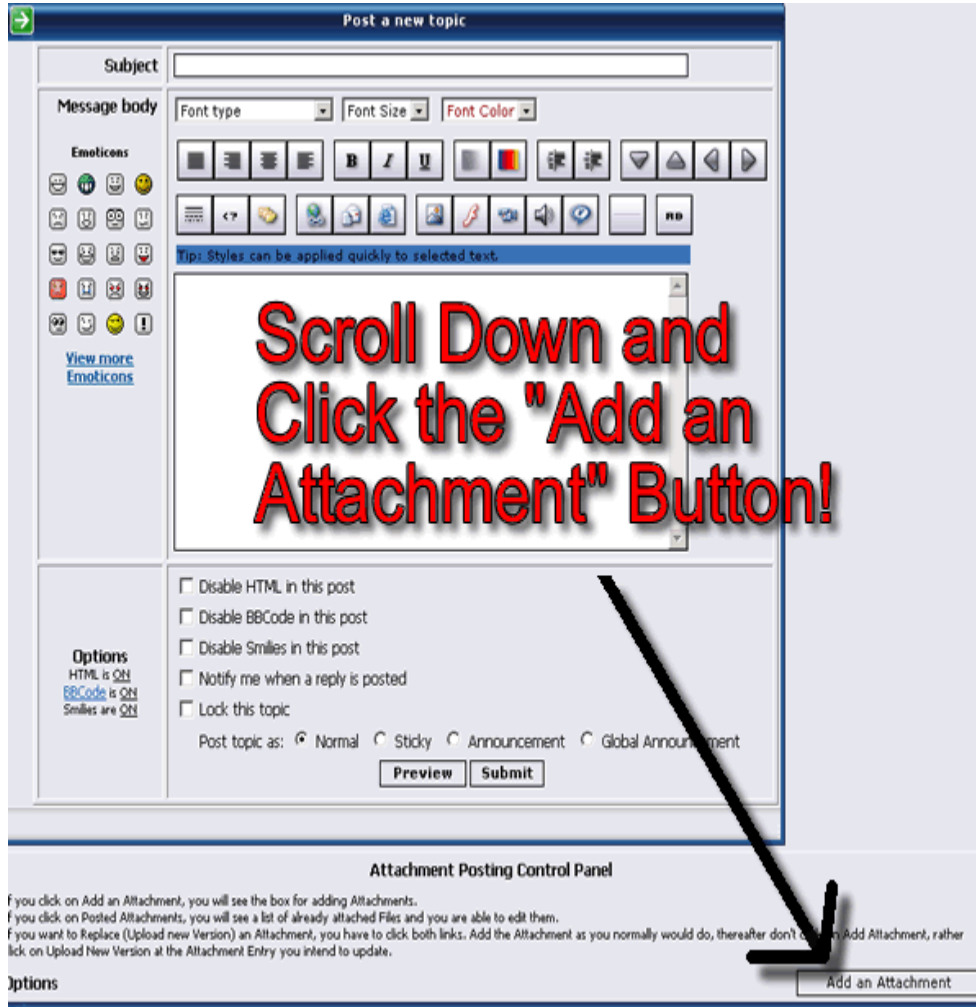 Post a new topic
Subject
Message body
Font type Font Size Font Color
Emoticons
B I U
<? RD
Tip: Styles can be applied quickly to selected text.
View more
Emoticons
Scroll Down and
Click the "Add an
Attachment" Button!
Disable HTML in this post
Disable BBCode in this post
Disable Smilies in this post
Notify me when a reply is posted
Lock this topic
Options
HTML is ON
BBCode is ON
Smilies are ON
Post topic as: Normal Sticky Announcement Global Announcement
Preview Submit
Attachment Posting Control Panel
f you click on Add an Attachment, you will see the box for adding Attachments.
f you click on Posted Attachments, you will see a list of already attached Files and you are able to edit them.
f you want to Replace (Upload new Version) an Attachment, you have to click both links. Add the Attachment as you normally would do, thereafter don't Add Attachment, rather
lick on Upload New Version at the Attachment Entry you intend to update.
Options Add an Attachment